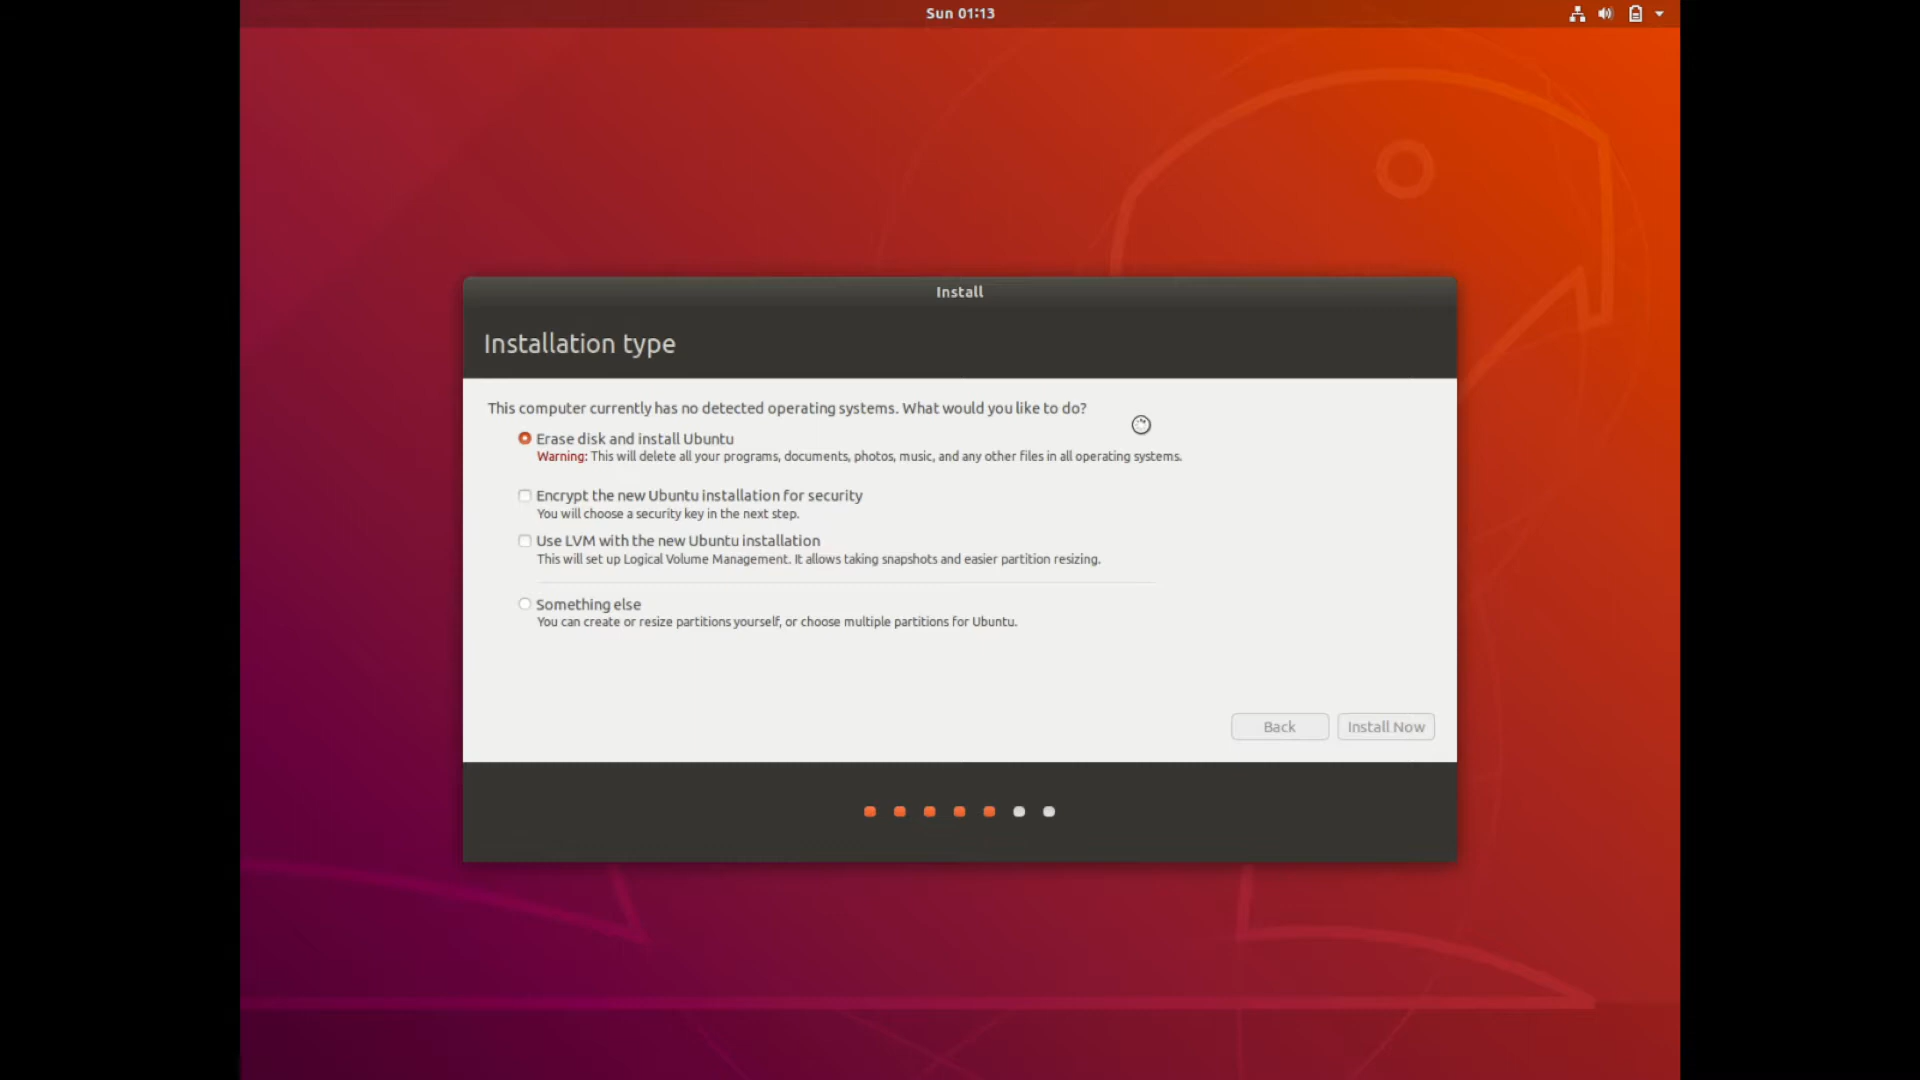 Sun 01:13
Install
Installation type
This computer currently has no detected operating systems. What would you like to do?
Erase disk and install Ubuntu
Warning: This will delete all your programs, documents, photos, music, and any other files in all operating systems.
Encrypt the new Ubuntu installation for security
You will choose a security key in the next step.
Use LVM with the new Ubuntu installation
This will set up Logical Volume Management. It allows taking snapshots and easier partition resizing.
Something else
You can create or resize partitions yourself, or choose multiple partitions for Ubuntu.
Back
Install Now